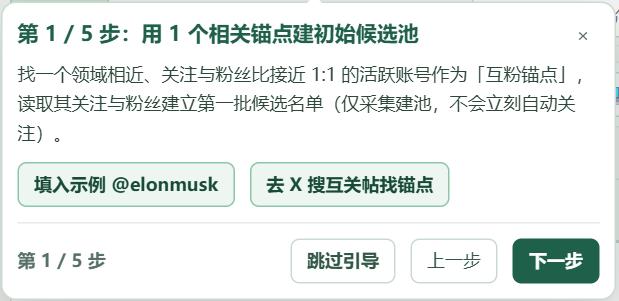 第 1 / 5 步：用 1 个相关锚点建初始候选池
×
找一个领域相近、关注与粉丝比接近 1:1 的活跃账号作为「互粉锚点」，
读取其关注与粉丝建立第一批候选名单（仅采集建池，不会立刻自动关
注）。
填入示例 @elonmusk
去 X 搜互关帖找锚点
第 1 / 5 步
跳过引导
上一步
下一步